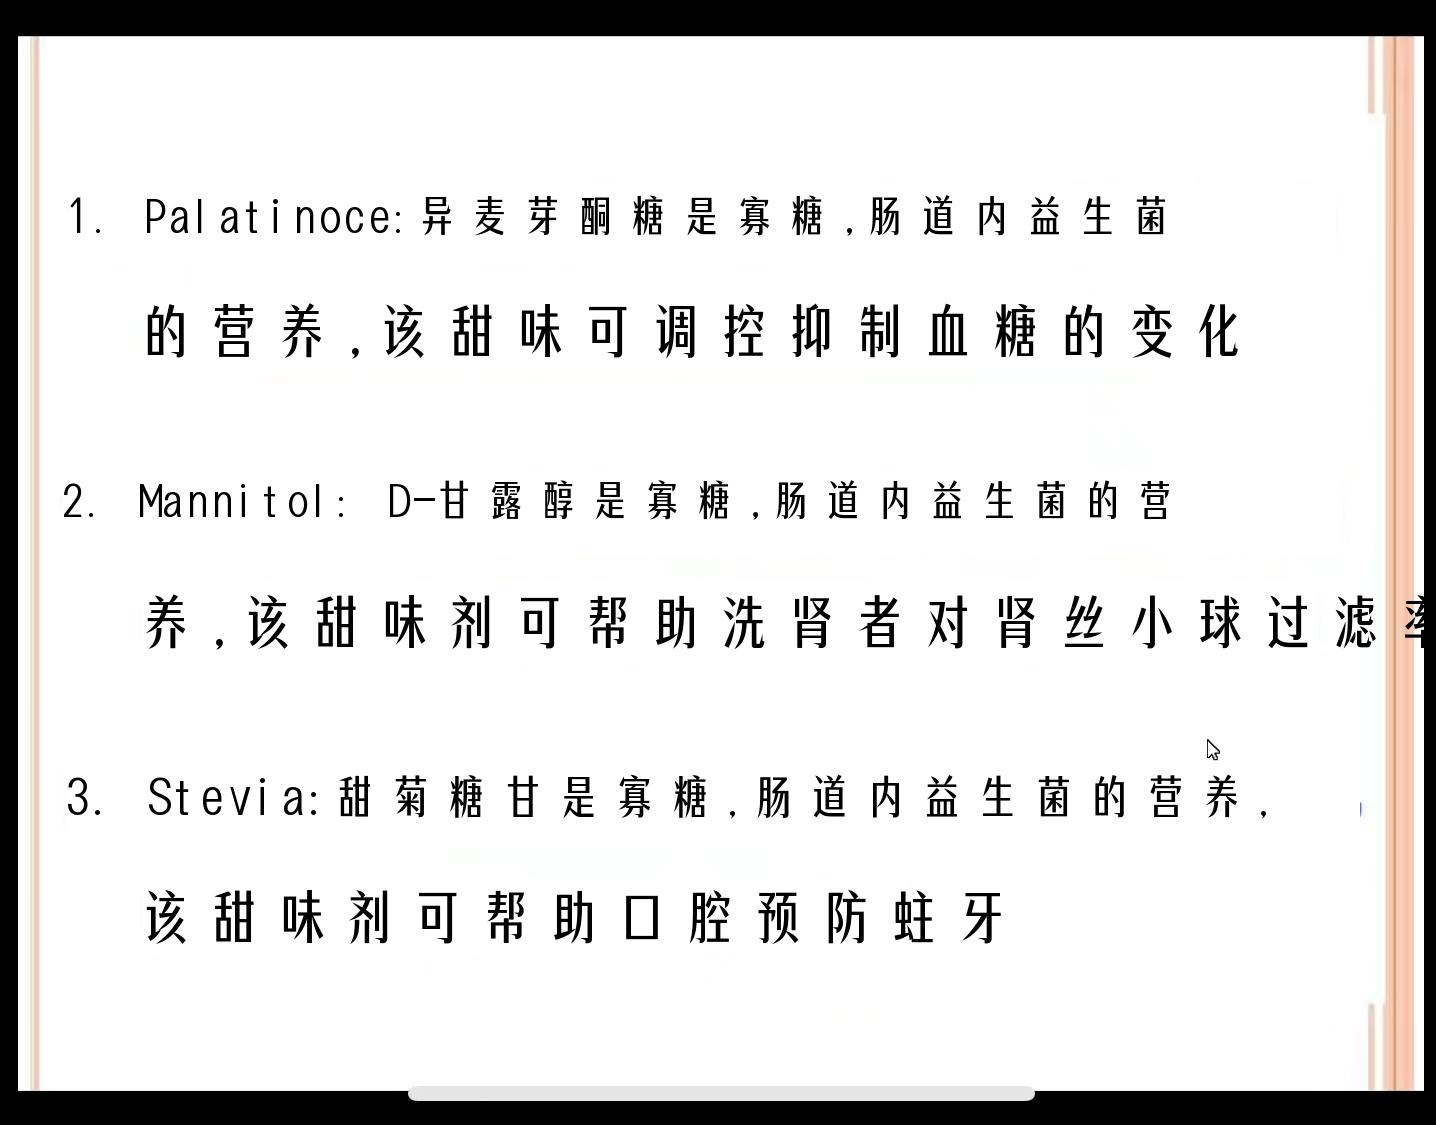 1. Palatinoce:异麦芽酮糖是寡糖,肠道内益生菌
的营养,该甜味可调控抑制血糖的变化
2. Mannitol: D-甘露醇是寡糖,肠道内益生菌的营
养,该甜味剂可帮助洗肾者对肾丝小球过滤率
3. Stevia:甜菊糖甘是寡糖,肠道内益生菌的营养,
该甜味剂可帮助口腔预防蛀牙